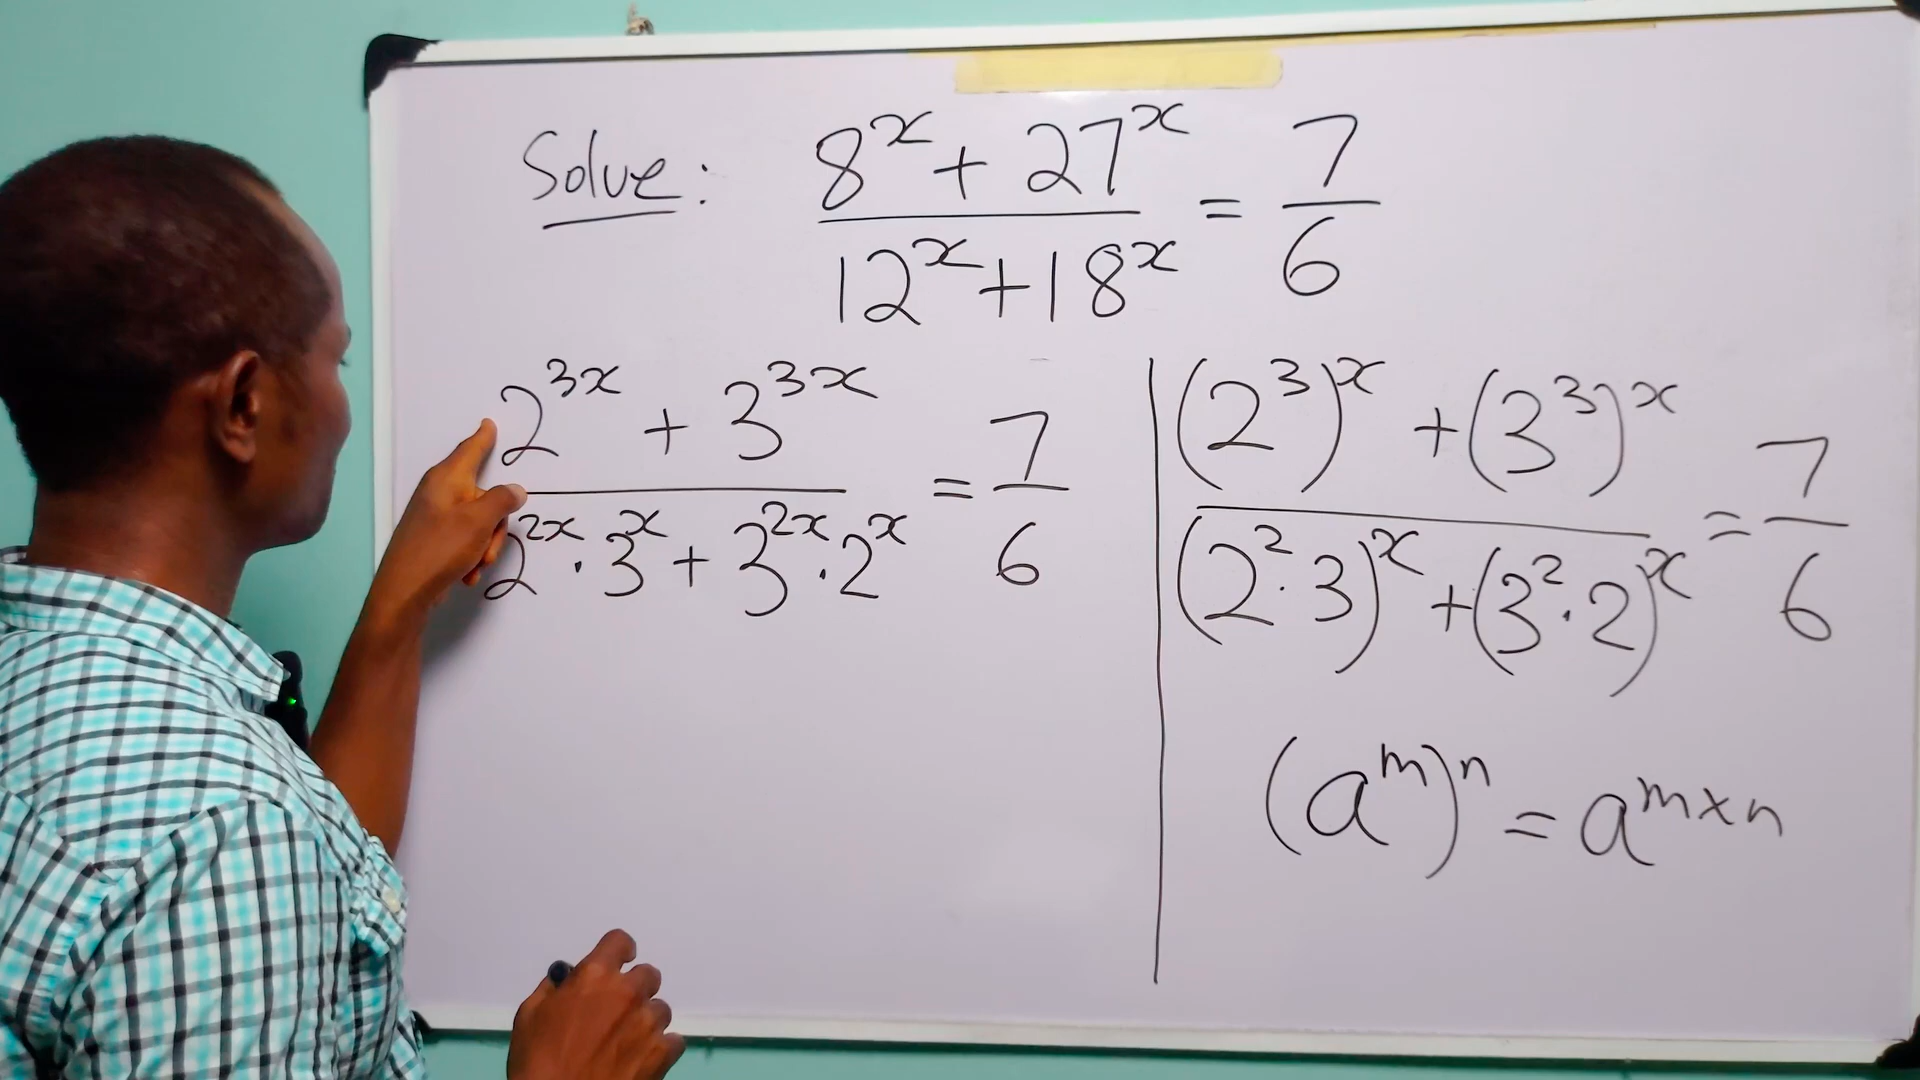 Solve: (8^x + 27^x)/(12^x + 18^x) = 7/6
(2^3x + 3^3x)/(2^2x · 3^x + 3^2x · 2^x) = 7/6
((2^3)^x + (3^3)^x)/((2^2 · 3)^x + (3^2 · 2)^x) = 7/6
(a^m)^n = a^m×n